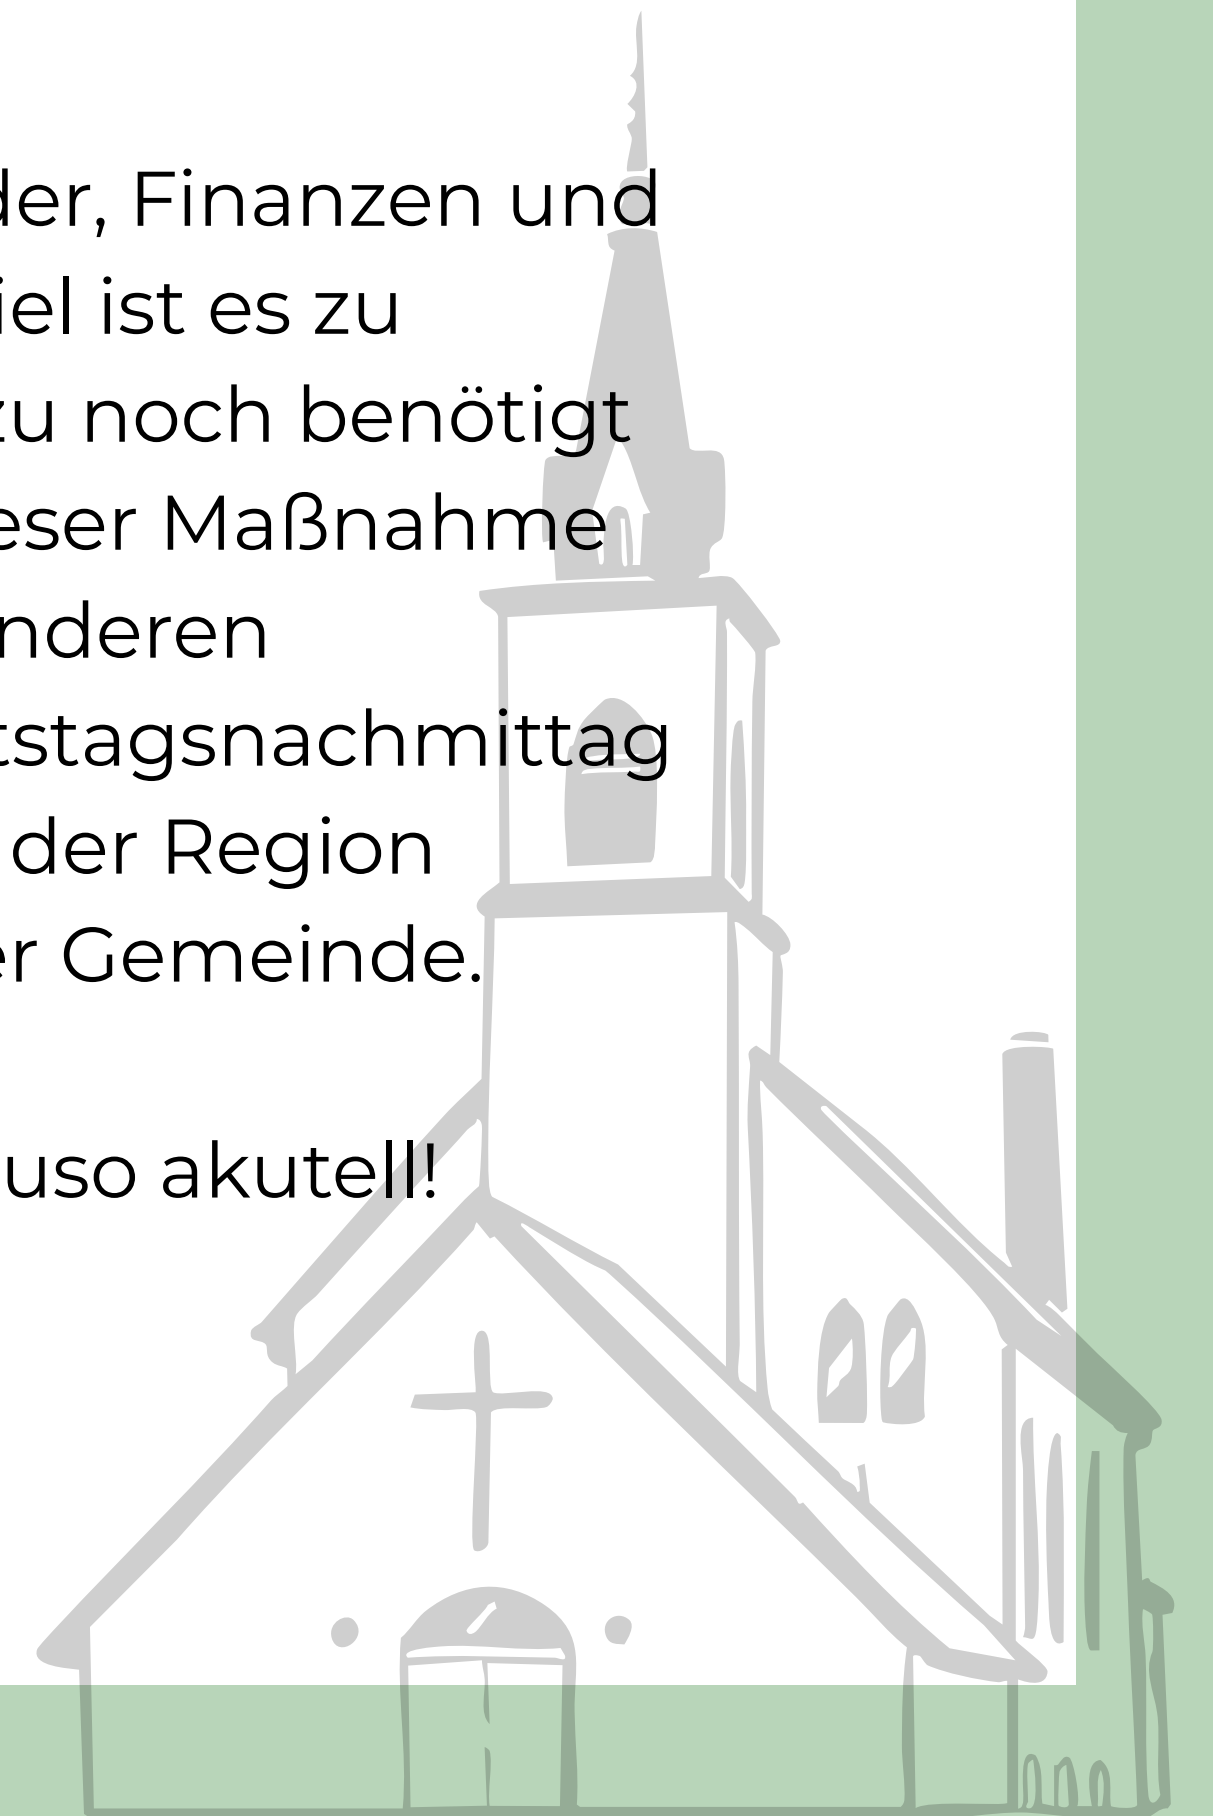 der, Finanzen und
iel ist es zu
zu noch benötigt
eser Maßnahme
nderen
tstagsnachmittag
der Region
er Gemeinde.
uso akutell!